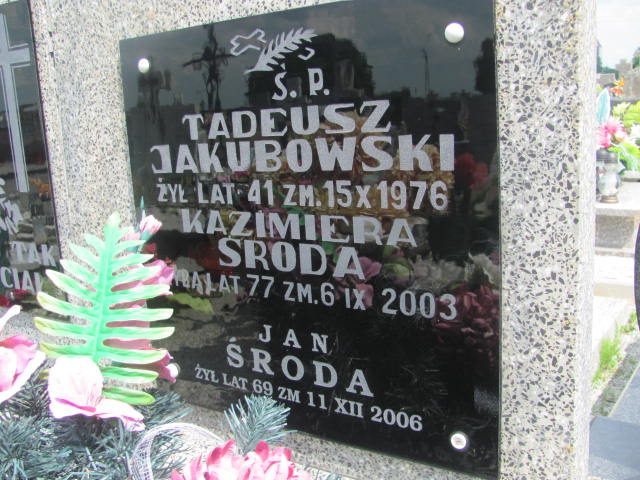 Ś. P.
TADEUSZ
JAKUBOWSKI
ŻYŁ LAT 41 ZM. 15 X 1976
KAZIMIERA
ŚRODA
LAT 77 ZM. 6 IX 2003
JAN
ŚRODA
ŻYŁ LAT 69 ZM 11 XII 2006